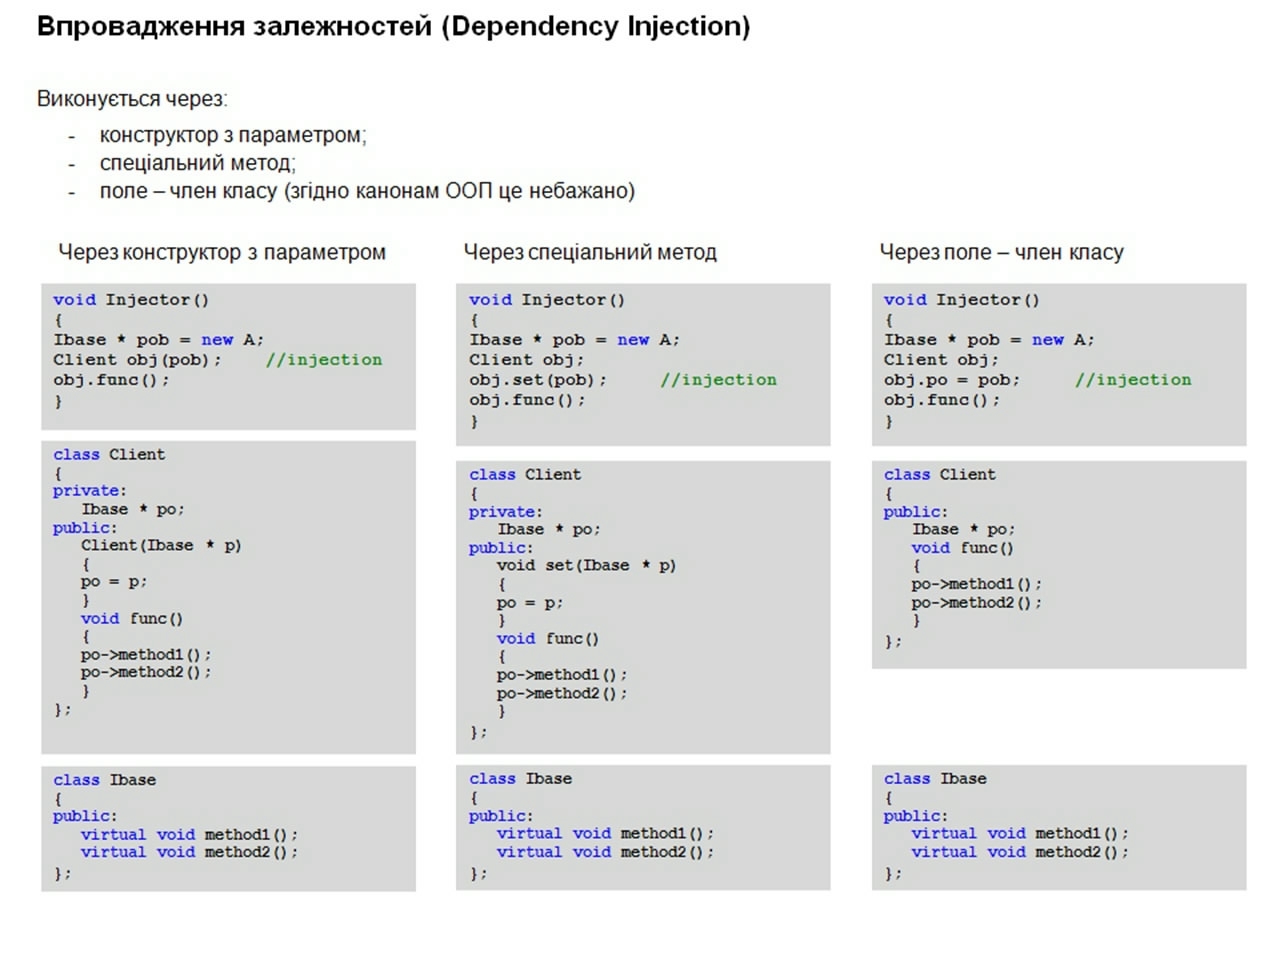 Впровадження залежностей (Dependency Injection)
Виконується через:
- конструктор з параметром;
- спеціальний метод;
- поле – член класу (згідно канонам ООП це небажано)
Через конструктор з параметром
void Injector()
{
Ibase * pob = new A;
Client obj(pob); //injection
obj.func();
}
class Client
{
private:
Ibase * po;
public:
Client(Ibase * p)
{
po = p;
}
void func()
{
po->method1();
po->method2();
}
};
class Ibase
{
public:
virtual void method1();
virtual void method2();
};
Через спеціальний метод
void Injector()
{
Ibase * pob = new A;
Client obj;
obj.set(pob); //injection
obj.func();
}
class Client
{
private:
Ibase * po;
public:
void set(Ibase * p)
{
po = p;
}
void func()
{
po->method1();
po->method2();
}
};
class Ibase
{
public:
virtual void method1();
virtual void method2();
};
Через поле – член класу
void Injector()
{
Ibase * pob = new A;
Client obj;
obj.po = pob; //injection
obj.func();
}
class Client
{
public:
Ibase * po;
void func()
{
po->method1();
po->method2();
}
};
class Ibase
{
public:
virtual void method1();
virtual void method2();
};